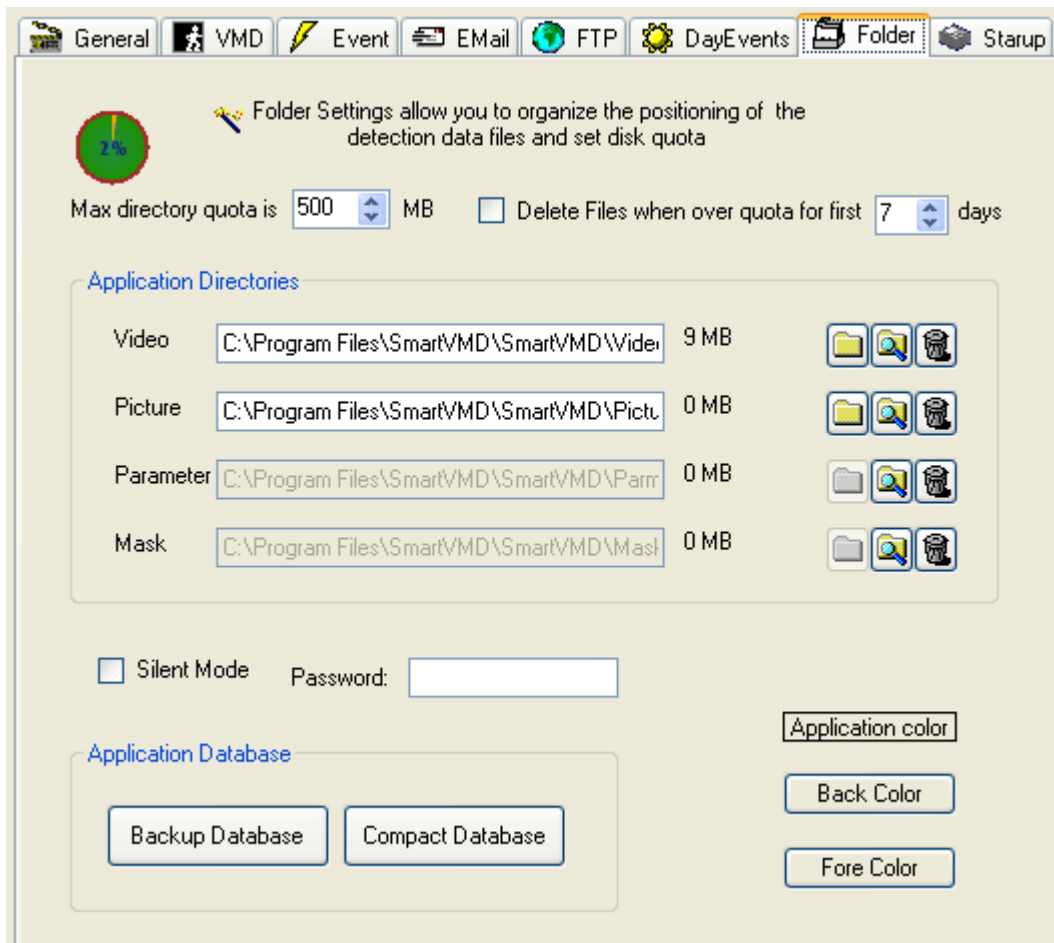 General VMD Event EMail FTP DayEvents Folder Starup
Folder Settings allow you to organize the positioning of the
detection data files and set disk quota
2%
Max directory quota is 500 MB Delete Files when over quota for first 7 days
Application Directories
Video C:\Program Files\SmartVMD\SmartVMD\Vide 9 MB
Picture C:\Program Files\SmartVMD\SmartVMD\Pictu 0 MB
Parameter C:\Program Files\SmartVMD\SmartVMD\Parm 0 MB
Mask C:\Program Files\SmartVMD\SmartVMD\Mask 0 MB
Silent Mode Password:
Application color
Application Database
Back Color
Backup Database Compact Database
Fore Color